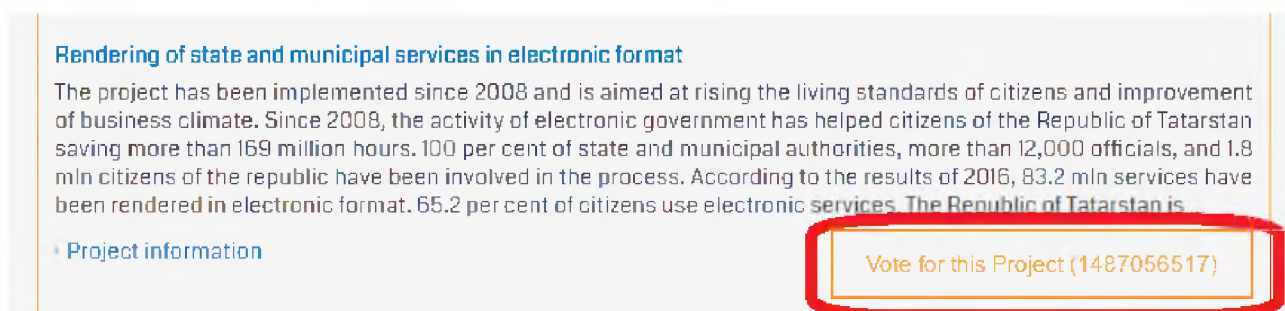 Rendering of state and municipal services in electronic format
The project has been implemented since 2008 and is aimed at rising the living standards of citizens and improvement
of business climate. Since 2008, the activity of electronic government has helped citizens of the Republic of Tatarstan
saving more than 169 million hours. 100 per cent of state and municipal authorities, more than 12,000 officials, and 1.8
mln citizens of the republic have been involved in the process. According to the results of 2016, 83.2 mln services have
been rendered in electronic format. 65.2 per cent of citizens use electronic services. The Republic of Tatarstan is
Project information
Vote for this Project (1487056517)